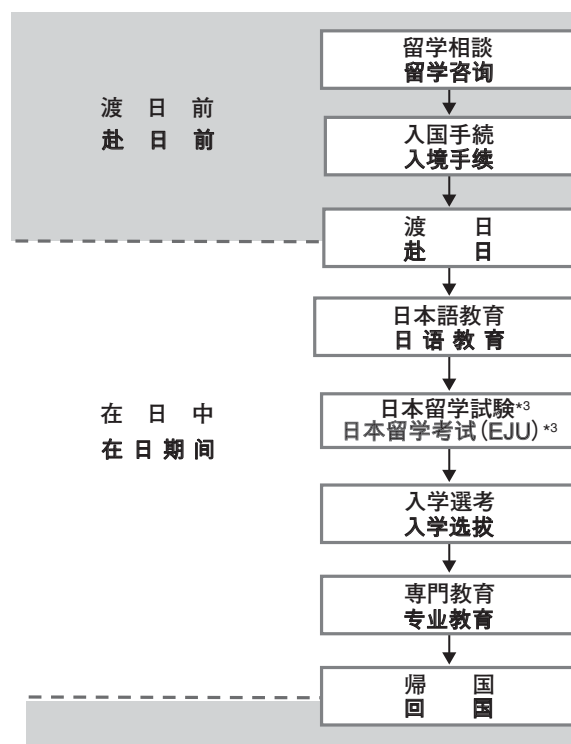 留学相談
留学咨询
渡 日 前
赴 日 前
入国手続
入境手续
渡 日
赴 日
日本語教育
日 语 教 育
在 日 中
在 日 期 间
日本留学試験*3
日本留学考试(EJU)*3
入学選考
入学选拔
専門教育
专业教育
帰 国
回 国